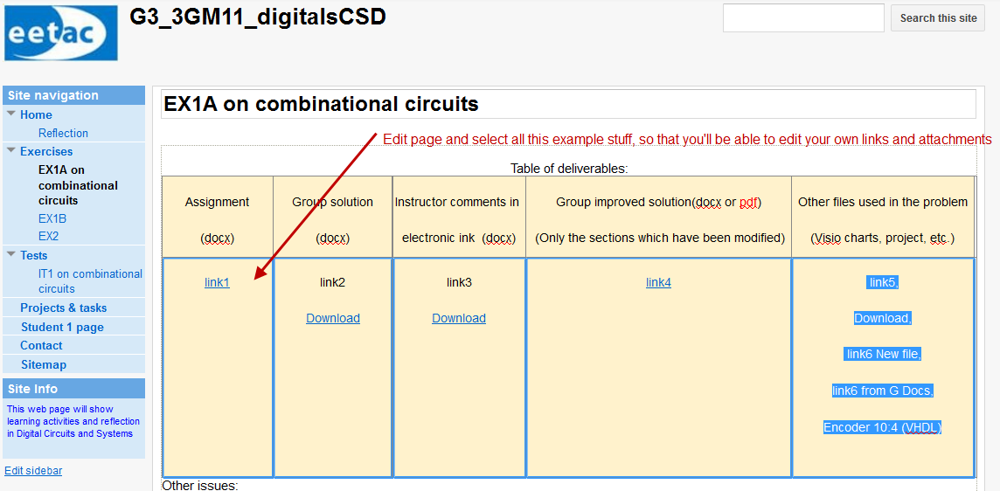 eetac
G3_3GM11_digitalsCSD
Search this site
Site navigation
Home
Reflection
Exercises
EX1A on
combinational
circuits
EX1B
EX2
Tests
IT1 on combinational
circuits
Projects & tasks
Student 1 page
Contact
Sitemap
Site Info
This web page will show
learning activities and reflection
in Digital Circuits and Systems
Edit sidebar
EX1A on combinational circuits
Edit page and select all this example stuff, so that you'll be able to edit your own links and attachments
Table of deliverables:
Assignment
(docx)
Group solution
(docx)
Instructor comments in
electronic ink (docx)
Group improved solution(docx or pdf)
(Only the sections which have been modified)
Other files used in the problem
(Visio charts, project, etc.)
link1
link2
Download
link3
Download
link4
link5,
Download,
link6 New file,
link6 from G Docs,
Encoder 10:4 (VHDL)
Other issues: